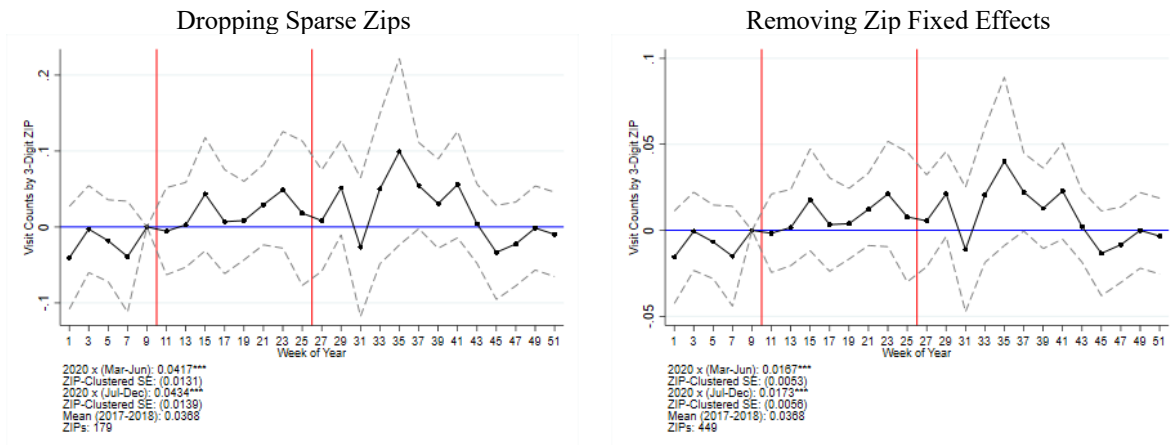 Dropping Sparse Zips
Visit Counts by 3-Digit ZIP
.2
.1
0
-.1
1 3 5 7 9 11 13 15 17 19 21 23 25 27 29 31 33 35 37 39 41 43 45 47 49 51
Week of Year
2020 x (Mar-Jun): 0.0417***
ZIP-Clustered SE: (0.0131)
2020 x (Jul-Dec): 0.0434***
ZIP-Clustered SE: (0.0139)
Mean (2017-2018): 0.0368
ZIPs: 179
Removing Zip Fixed Effects
Visit Counts by 3-Digit ZIP
.1
.05
0
-.05
1 3 5 7 9 11 13 15 17 19 21 23 25 27 29 31 33 35 37 39 41 43 45 47 49 51
Week of Year
2020 x (Mar-Jun): 0.0167***
ZIP-Clustered SE: (0.0053)
2020 x (Jul-Dec): 0.0173***
ZIP-Clustered SE: (0.0056)
Mean (2017-2018): 0.0368
ZIPs: 449